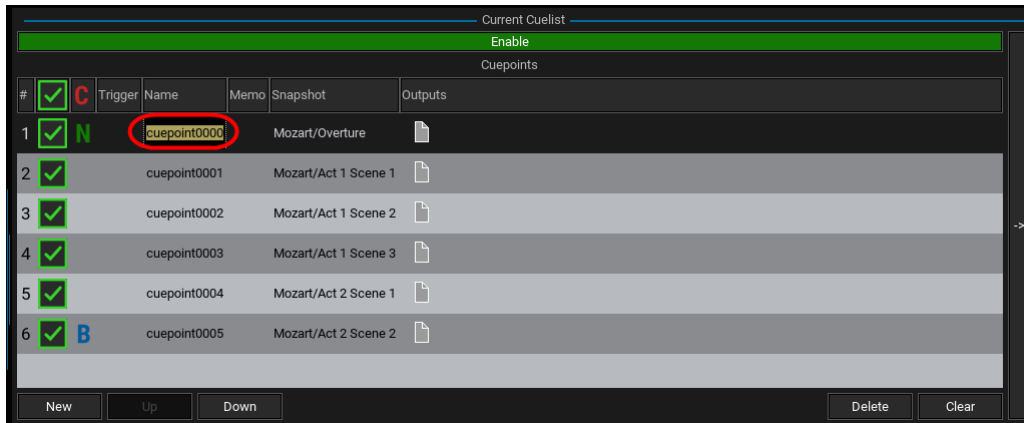 Current Cuelist
Enable
Cuepoints
# C Trigger Name Memo Snapshot Outputs
1 N cuepoint0000 Mozart/Overture
2 cuepoint0001 Mozart/Act 1 Scene 1
3 cuepoint0002 Mozart/Act 1 Scene 2
4 cuepoint0003 Mozart/Act 1 Scene 3
->
5 cuepoint0004 Mozart/Act 2 Scene 1
6 B cuepoint0005 Mozart/Act 2 Scene 2
New Up Down Delete Clear